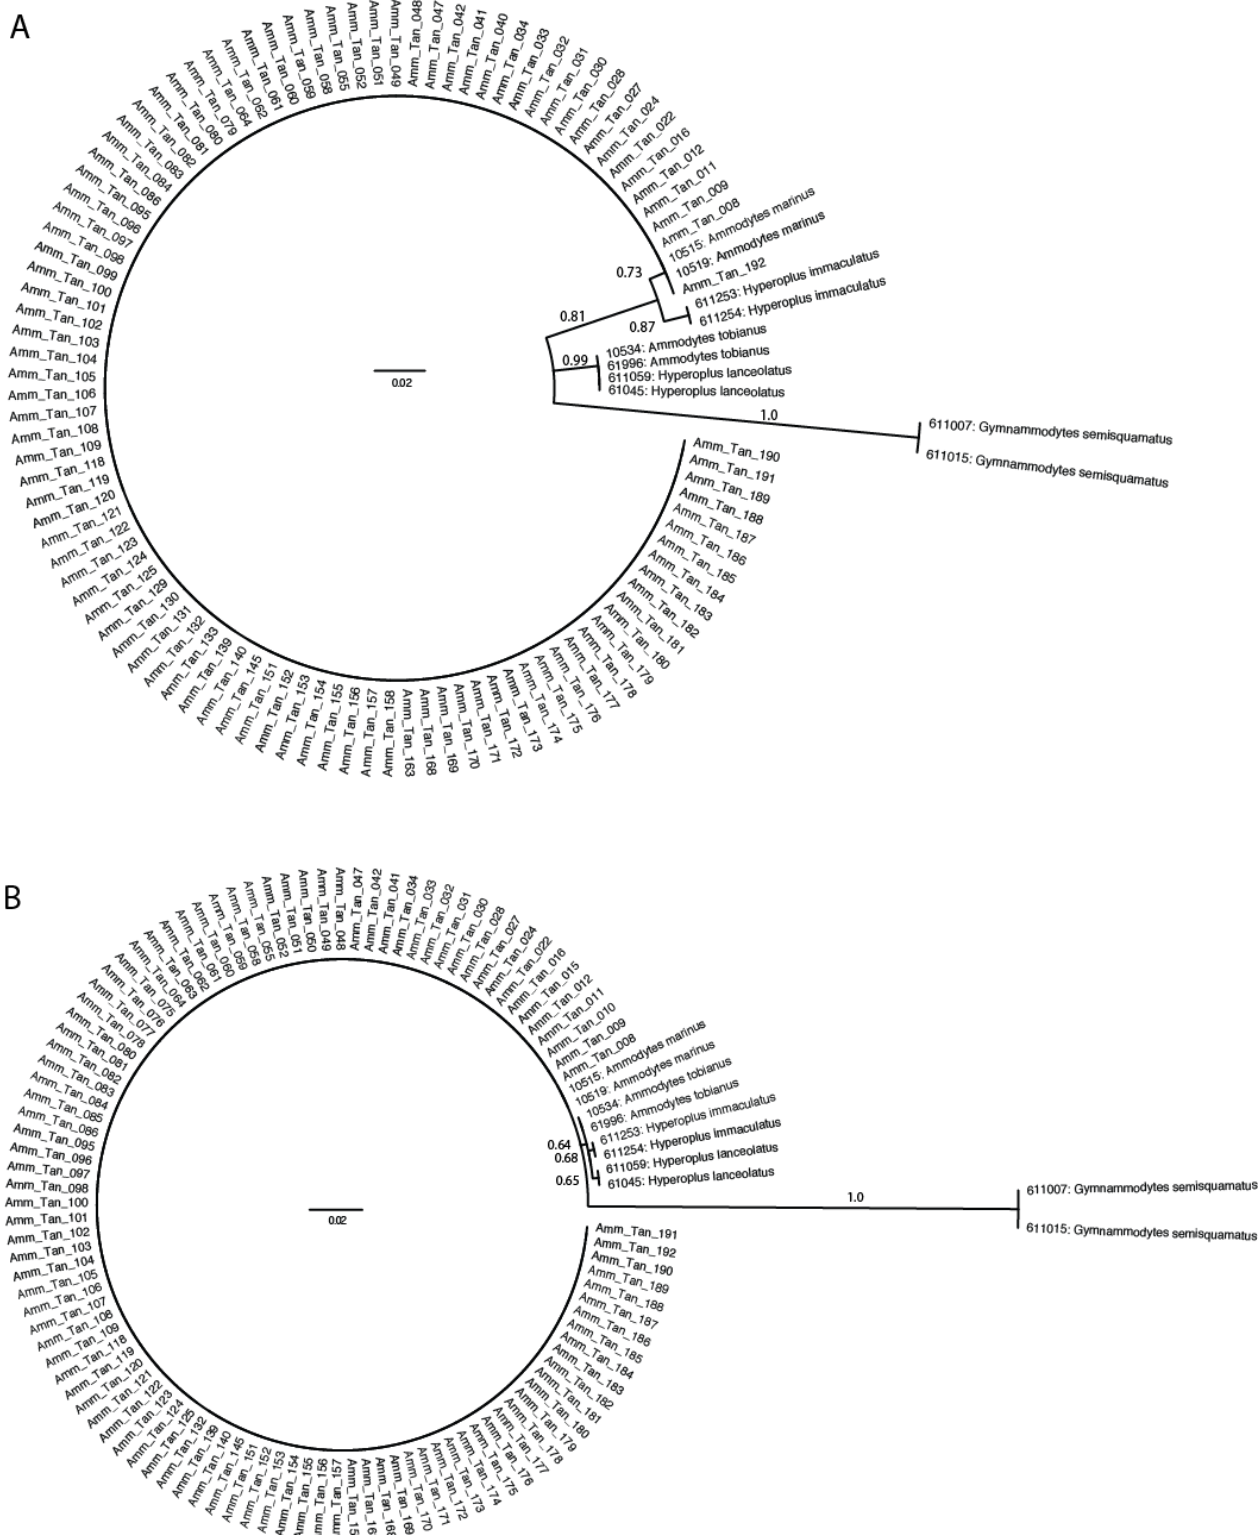 A
Amm_Tan_048
Amm_Tan_047
Amm_Tan_042
Amm_Tan_041
Amm_Tan_040
Amm_Tan_034
Amm_Tan_033
Amm_Tan_032
Amm_Tan_031
Amm_Tan_030
Amm_Tan_028
Amm_Tan_027
Amm_Tan_024
Amm_Tan_022
Amm_Tan_016
Amm_Tan_012
Amm_Tan_011
Amm_Tan_009
Amm_Tan_008
10515: Ammodytes marinus
10519: Ammodytes marinus
Amm_Tan_192
611253: Hyperoplus immaculatus
611254: Hyperoplus immaculatus
10534: Ammodytes tobianus
61996: Ammodytes tobianus
611059: Hyperoplus lanceolatus
61045: Hyperoplus lanceolatus
611007: Gymnammodytes semisquamatus
611015: Gymnammodytes semisquamatus
Amm_Tan_190
Amm_Tan_191
Amm_Tan_189
Amm_Tan_188
Amm_Tan_187
Amm_Tan_186
Amm_Tan_185
Amm_Tan_184
Amm_Tan_183
Amm_Tan_182
Amm_Tan_181
Amm_Tan_180
Amm_Tan_179
Amm_Tan_178
Amm_Tan_177
Amm_Tan_176
Amm_Tan_175
Amm_Tan_174
Amm_Tan_173
Amm_Tan_172
Amm_Tan_171
Amm_Tan_170
Amm_Tan_169
Amm_Tan_168
Amm_Tan_163
Amm_Tan_158
Amm_Tan_157
Amm_Tan_156
Amm_Tan_155
Amm_Tan_154
Amm_Tan_153
Amm_Tan_152
Amm_Tan_151
Amm_Tan_145
Amm_Tan_140
Amm_Tan_139
Amm_Tan_133
Amm_Tan_132
Amm_Tan_131
Amm_Tan_130
Amm_Tan_129
Amm_Tan_125
Amm_Tan_124
Amm_Tan_123
Amm_Tan_122
Amm_Tan_121
Amm_Tan_120
Amm_Tan_119
Amm_Tan_118
Amm_Tan_109
Amm_Tan_108
Amm_Tan_107
Amm_Tan_106
Amm_Tan_105
Amm_Tan_104
Amm_Tan_103
Amm_Tan_102
Amm_Tan_101
Amm_Tan_100
Amm_Tan_099
Amm_Tan_098
Amm_Tan_097
Amm_Tan_096
Amm_Tan_095
Amm_Tan_086
Amm_Tan_084
Amm_Tan_083
Amm_Tan_082
Amm_Tan_081
Amm_Tan_080
Amm_Tan_079
Amm_Tan_064
Amm_Tan_062
Amm_Tan_061
Amm_Tan_060
Amm_Tan_059
Amm_Tan_058
Amm_Tan_055
Amm_Tan_052
Amm_Tan_051
Amm_Tan_049
0.73
0.81
0.87
0.99
1.0
0.02
B
Amm_Tan_047
Amm_Tan_042
Amm_Tan_041
Amm_Tan_034
Amm_Tan_033
Amm_Tan_032
Amm_Tan_031
Amm_Tan_030
Amm_Tan_028
Amm_Tan_027
Amm_Tan_024
Amm_Tan_022
Amm_Tan_016
Amm_Tan_015
Amm_Tan_012
Amm_Tan_011
Amm_Tan_010
Amm_Tan_009
Amm_Tan_008
10515: Ammodytes marinus
10519: Ammodytes marinus
10534: Ammodytes tobianus
61996: Ammodytes tobianus
611253: Hyperoplus immaculatus
611254: Hyperoplus immaculatus
611059: Hyperoplus lanceolatus
61045: Hyperoplus lanceolatus
611007: Gymnammodytes semisquamatus
611015: Gymnammodytes semisquamatus
Amm_Tan_191
Amm_Tan_192
Amm_Tan_190
Amm_Tan_189
Amm_Tan_188
Amm_Tan_187
Amm_Tan_186
Amm_Tan_185
Amm_Tan_184
Amm_Tan_183
Amm_Tan_182
Amm_Tan_181
Amm_Tan_180
Amm_Tan_179
Amm_Tan_178
Amm_Tan_177
Amm_Tan_176
Amm_Tan_175
Amm_Tan_174
Amm_Tan_173
Amm_Tan_172
Amm_Tan_171
Amm_Tan_170
Amm_Tan_169
Amm_Tan_168
Amm_Tan_16
Amm_Tan_15
mm_Tan_157
mm_Tan_156
Amm_Tan_155
Amm_Tan_154
Amm_Tan_153
Amm_Tan_152
Amm_Tan_151
Amm_Tan_145
Amm_Tan_140
Amm_Tan_139
Amm_Tan_132
Amm_Tan_125
Amm_Tan_124
Amm_Tan_123
Amm_Tan_122
Amm_Tan_121
Amm_Tan_120
Amm_Tan_119
Amm_Tan_118
Amm_Tan_109
Amm_Tan_108
Amm_Tan_107
Amm_Tan_106
Amm_Tan_105
Amm_Tan_104
Amm_Tan_103
Amm_Tan_102
Amm_Tan_101
Amm_Tan_100
Amm_Tan_098
Amm_Tan_097
Amm_Tan_096
Amm_Tan_095
Amm_Tan_086
Amm_Tan_085
Amm_Tan_084
Amm_Tan_083
Amm_Tan_082
Amm_Tan_081
Amm_Tan_080
Amm_Tan_078
Amm_Tan_077
Amm_Tan_076
Amm_Tan_075
Amm_Tan_064
Amm_Tan_063
Amm_Tan_062
Amm_Tan_061
Amm_Tan_060
Amm_Tan_059
Amm_Tan_058
Amm_Tan_055
Amm_Tan_052
Amm_Tan_051
Amm_Tan_050
Amm_Tan_049
Amm_Tan_048
0.64
0.68
0.65
1.0
0.02